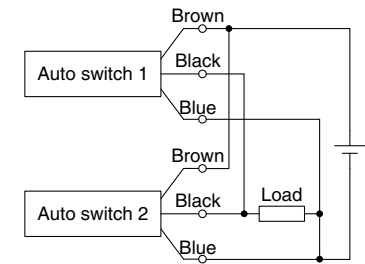 Brown
Auto switch 1
Black
Blue
Brown
Auto switch 2
Black
Load
Blue